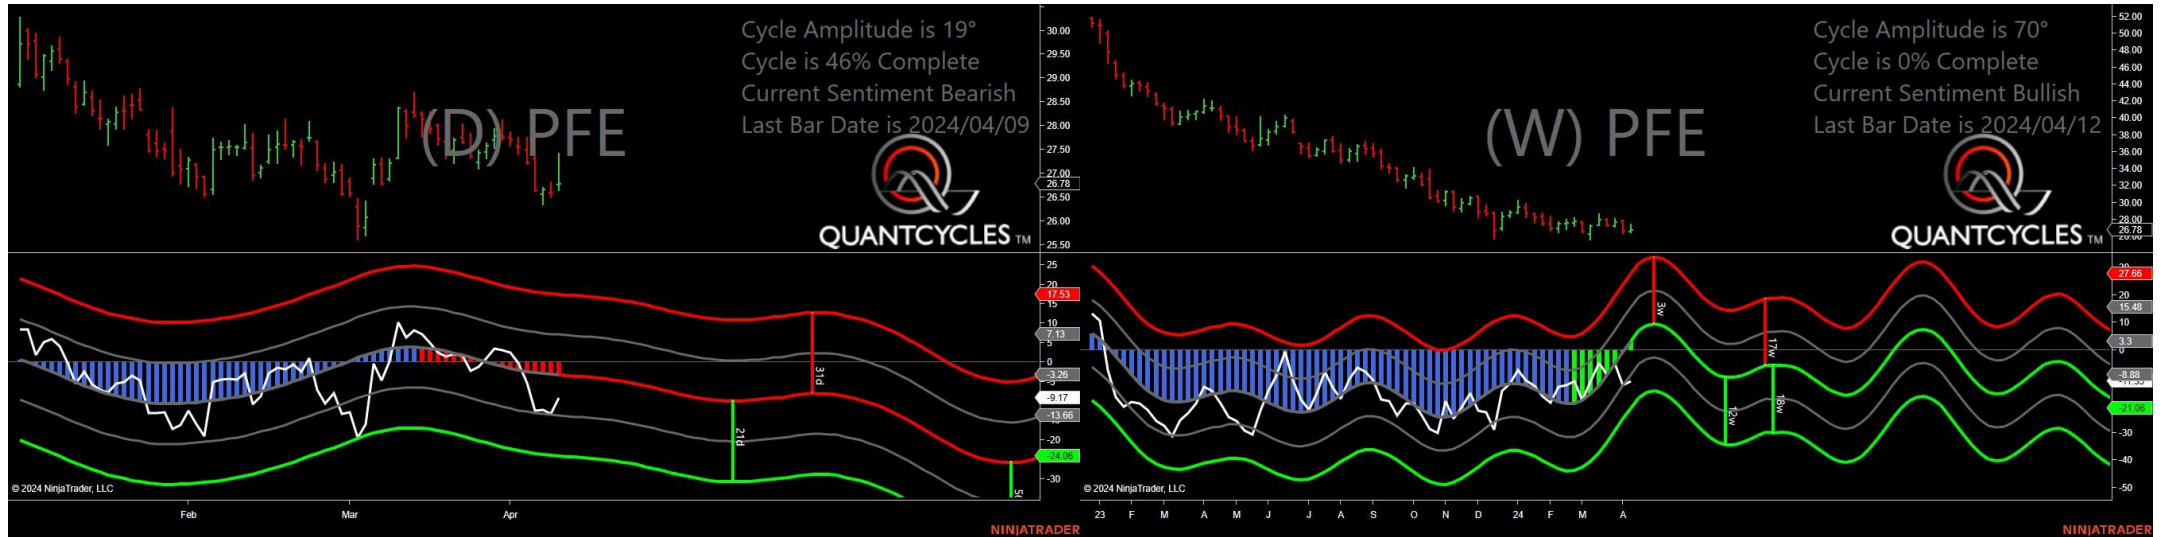 Cycle Amplitude is 19°
Cycle is 46% Complete
Current Sentiment Bearish
Last Bar Date is 2024/04/09
(D) PFE
QUANTCYCLES TM
30.00
29.50
29.00
28.50
28.00
27.50
27.00
26.78
26.50
26.00
25.50
25
17.53
15
10
7.13
5
0
-3.26
-9.17
-13.66
-20
-24.06
-30
31d
21d
© 2024 NinjaTrader, LLC
Feb Mar Apr
NINJATRADER
Cycle Amplitude is 70°
Cycle is 0% Complete
Current Sentiment Bullish
Last Bar Date is 2024/04/12
(W) PFE
QUANTCYCLES TM
52.00
50.00
48.00
46.00
44.00
42.00
40.00
38.00
36.00
34.00
32.00
30.00
28.00
26.78
27.66
20
15.48
10
3.3
0
-8.88
-21.06
-30
-40
-50
3w
17w
12w
18w
© 2024 NinjaTrader, LLC
23 F M A M J J A S O N D 24 F M A
NINJATRADER